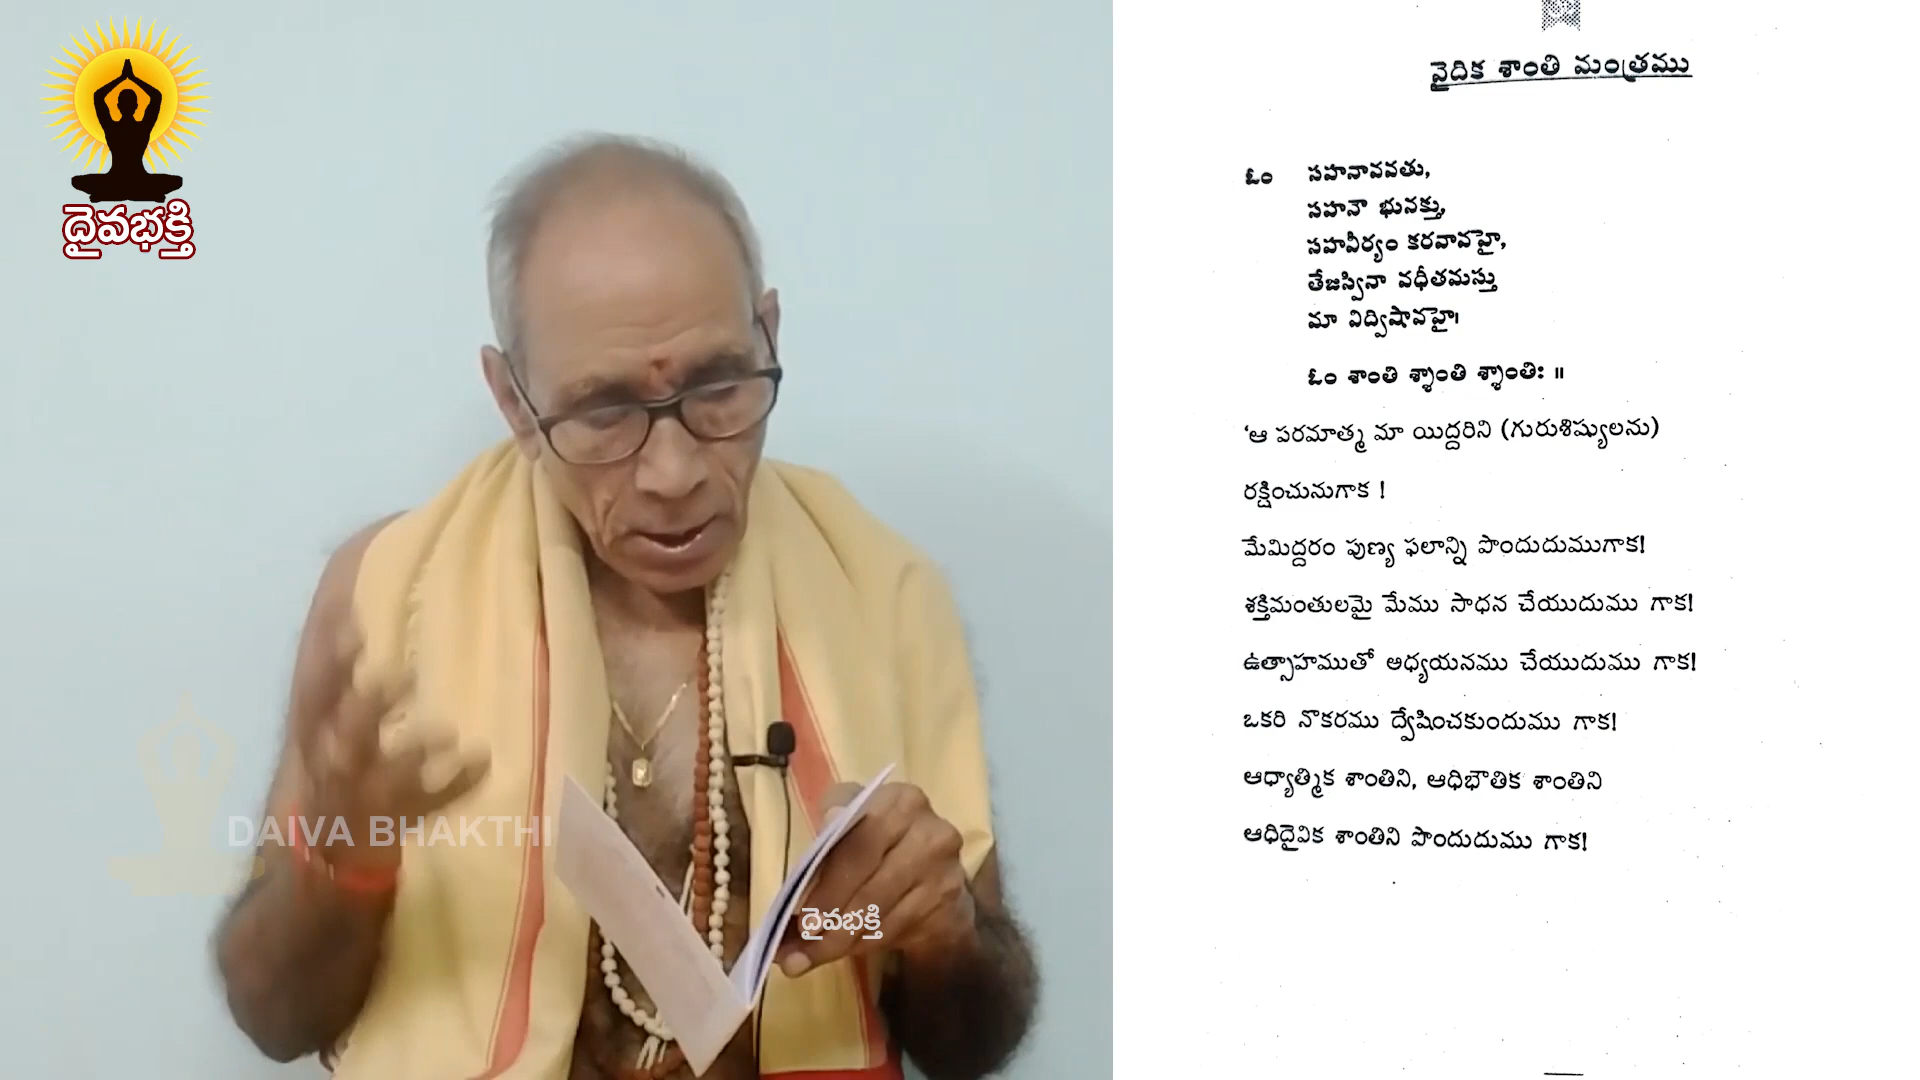 దైవభక్తి
DAIVA BHAKTHI
దైవభక్తి
వైదిక శాంతి మంత్రము
ఓం సహనావవతు,
సహనౌ భునక్తు,
సహవీర్యం కరవావహై,
తేజస్వినా వధీతమస్తు
మా విద్విషావహై।
ఓం శాంతి శ్శాంతి శ్శాంతిః ॥
‘ఆ పరమాత్మ మా యిద్దరిని (గురుశిష్యులను)
రక్షించునుగాక !
మేమిద్దరం పుణ్య ఫలాన్ని పొందుదుముగాక!
శక్తిమంతులమై మేము సాధన చేయుదుము గాక!
ఉత్సాహముతో అధ్యయనము చేయుదుము గాక!
ఒకరి నొకరము ద్వేషించకుందుము గాక!
ఆధ్యాత్మిక శాంతిని, ఆధిభౌతిక శాంతిని
ఆధిదైవిక శాంతిని పొందుదుము గాక!